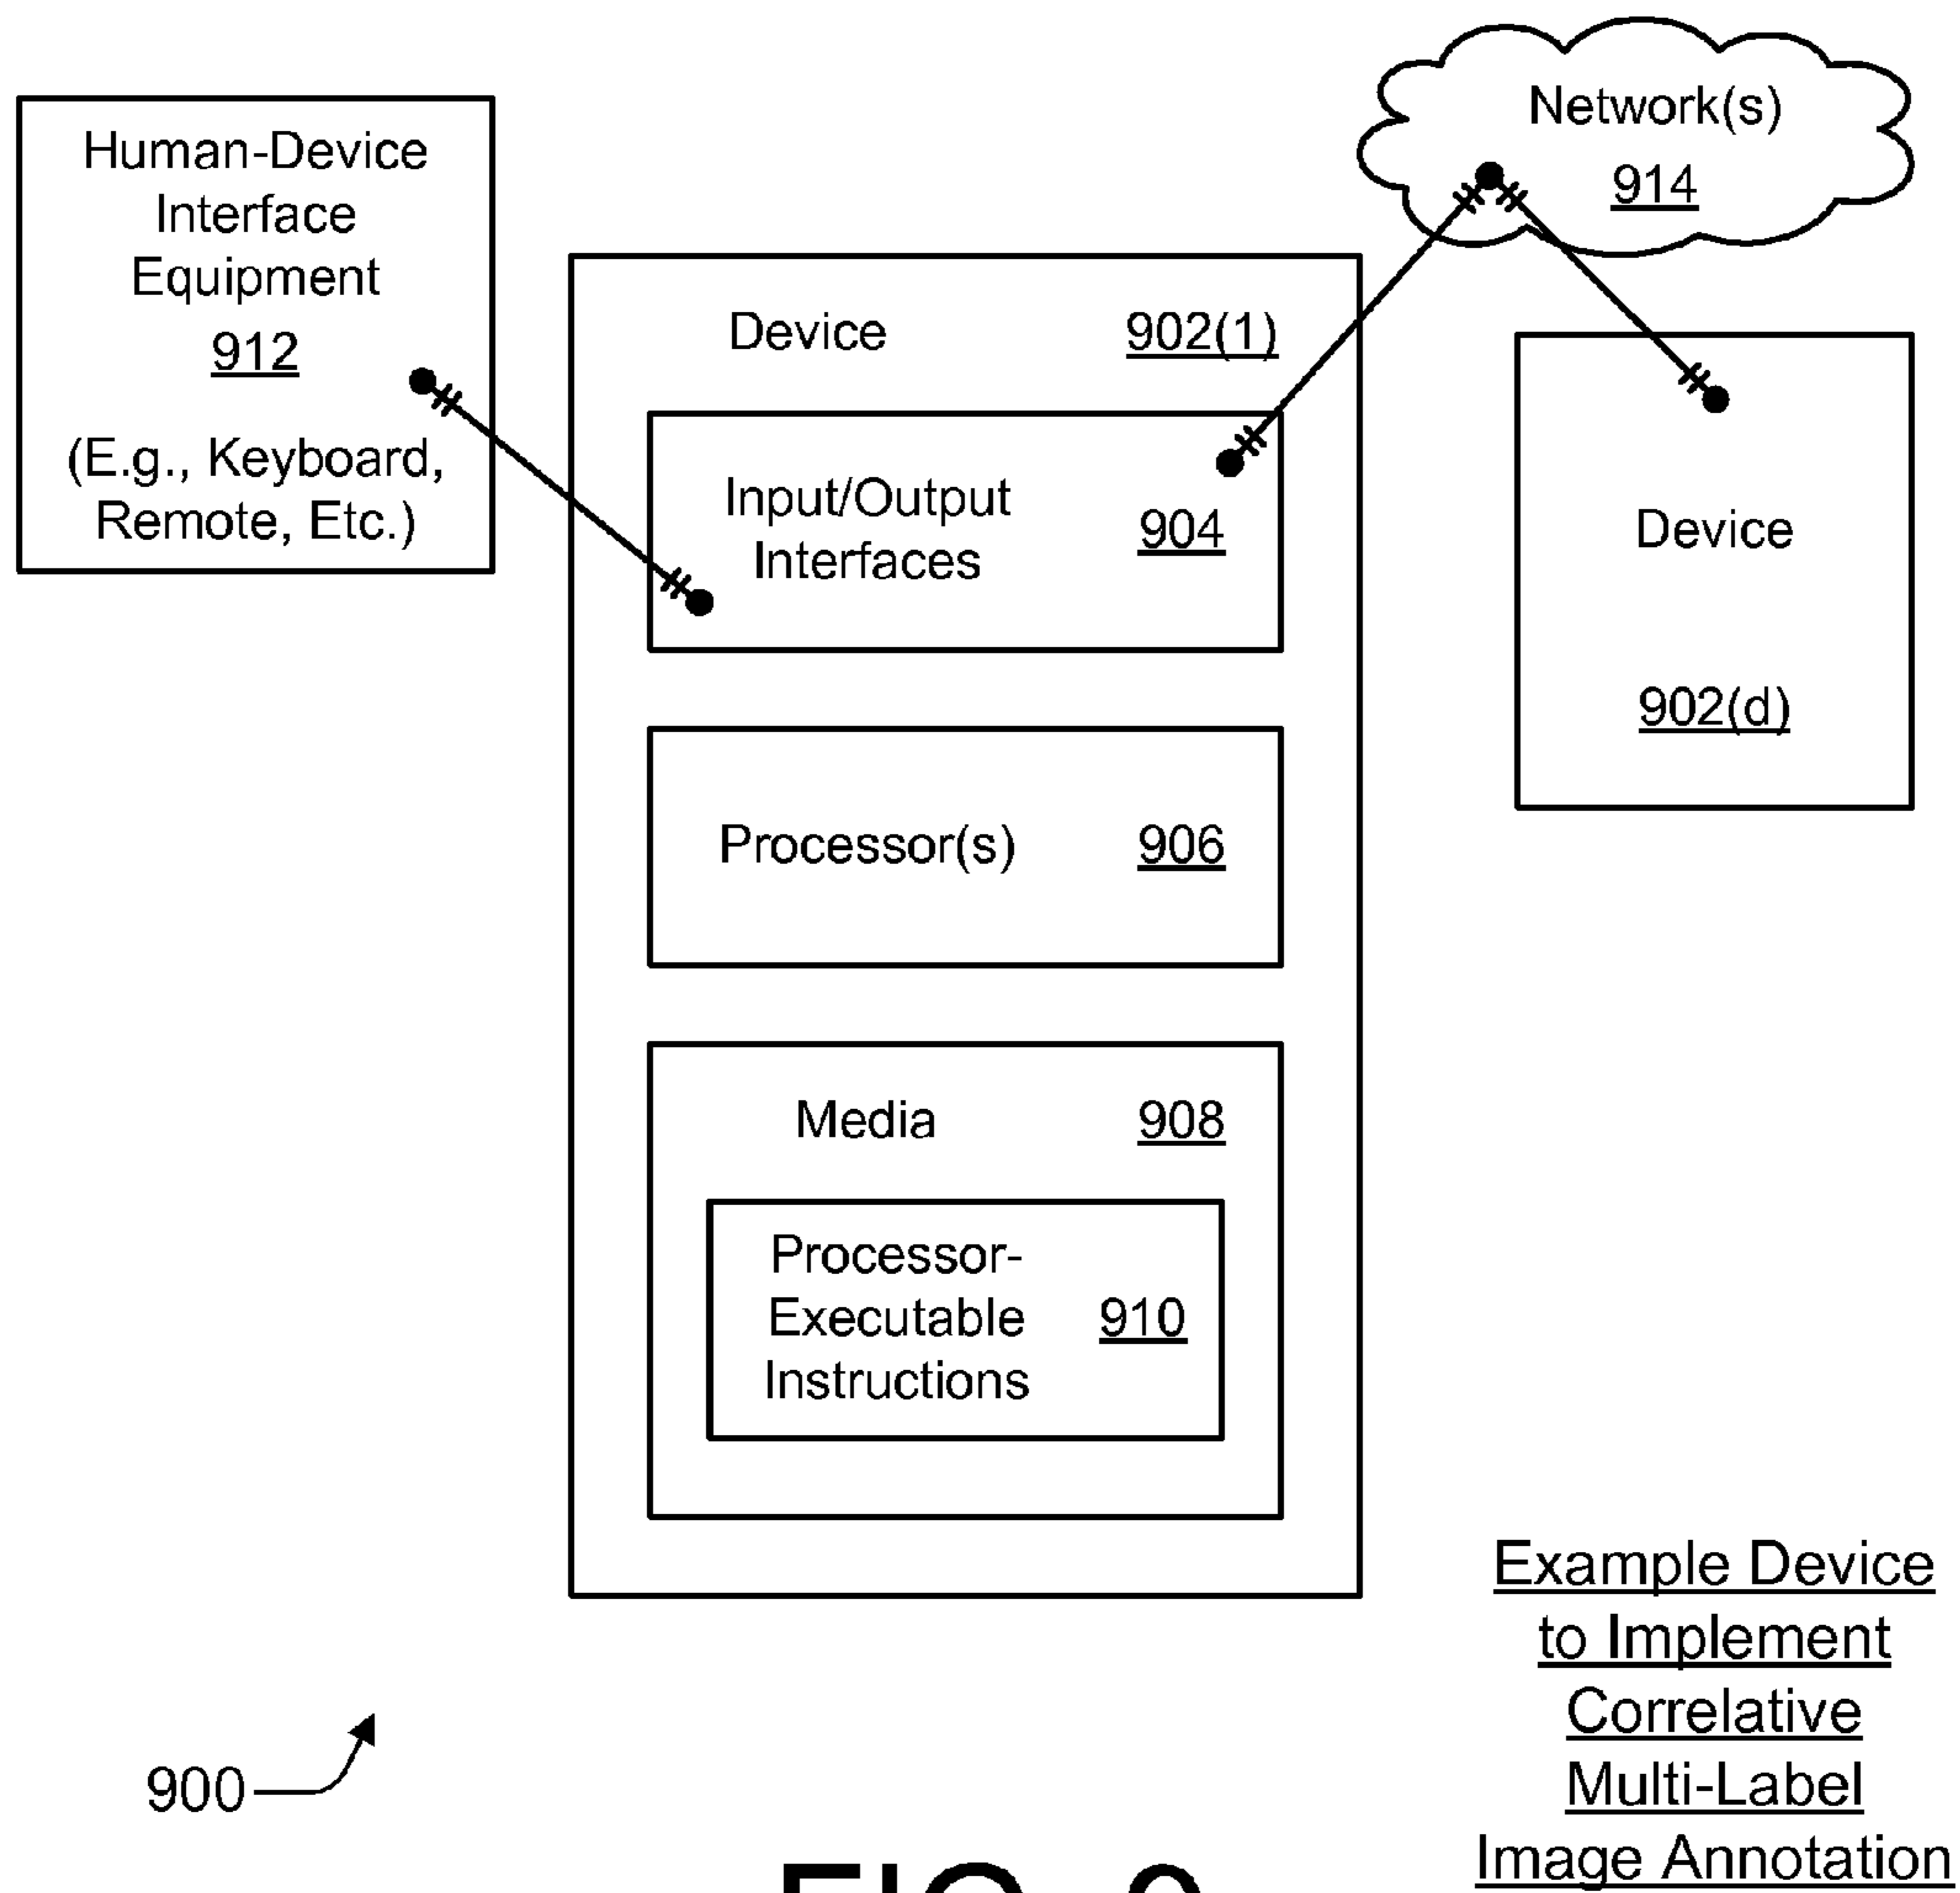 Network(s)
914
Human-Device
Interface
Equipment
912
(E.g., Keyboard,
Remote, Etc.)
Device 902(1)
Input/Output
Interfaces
904
Device
902(d)
Processor(s) 906
Media 908
Processor-
Executable
Instructions
910
Example Device
to Implement
Correlative
Multi-Label
Image Annotation
900